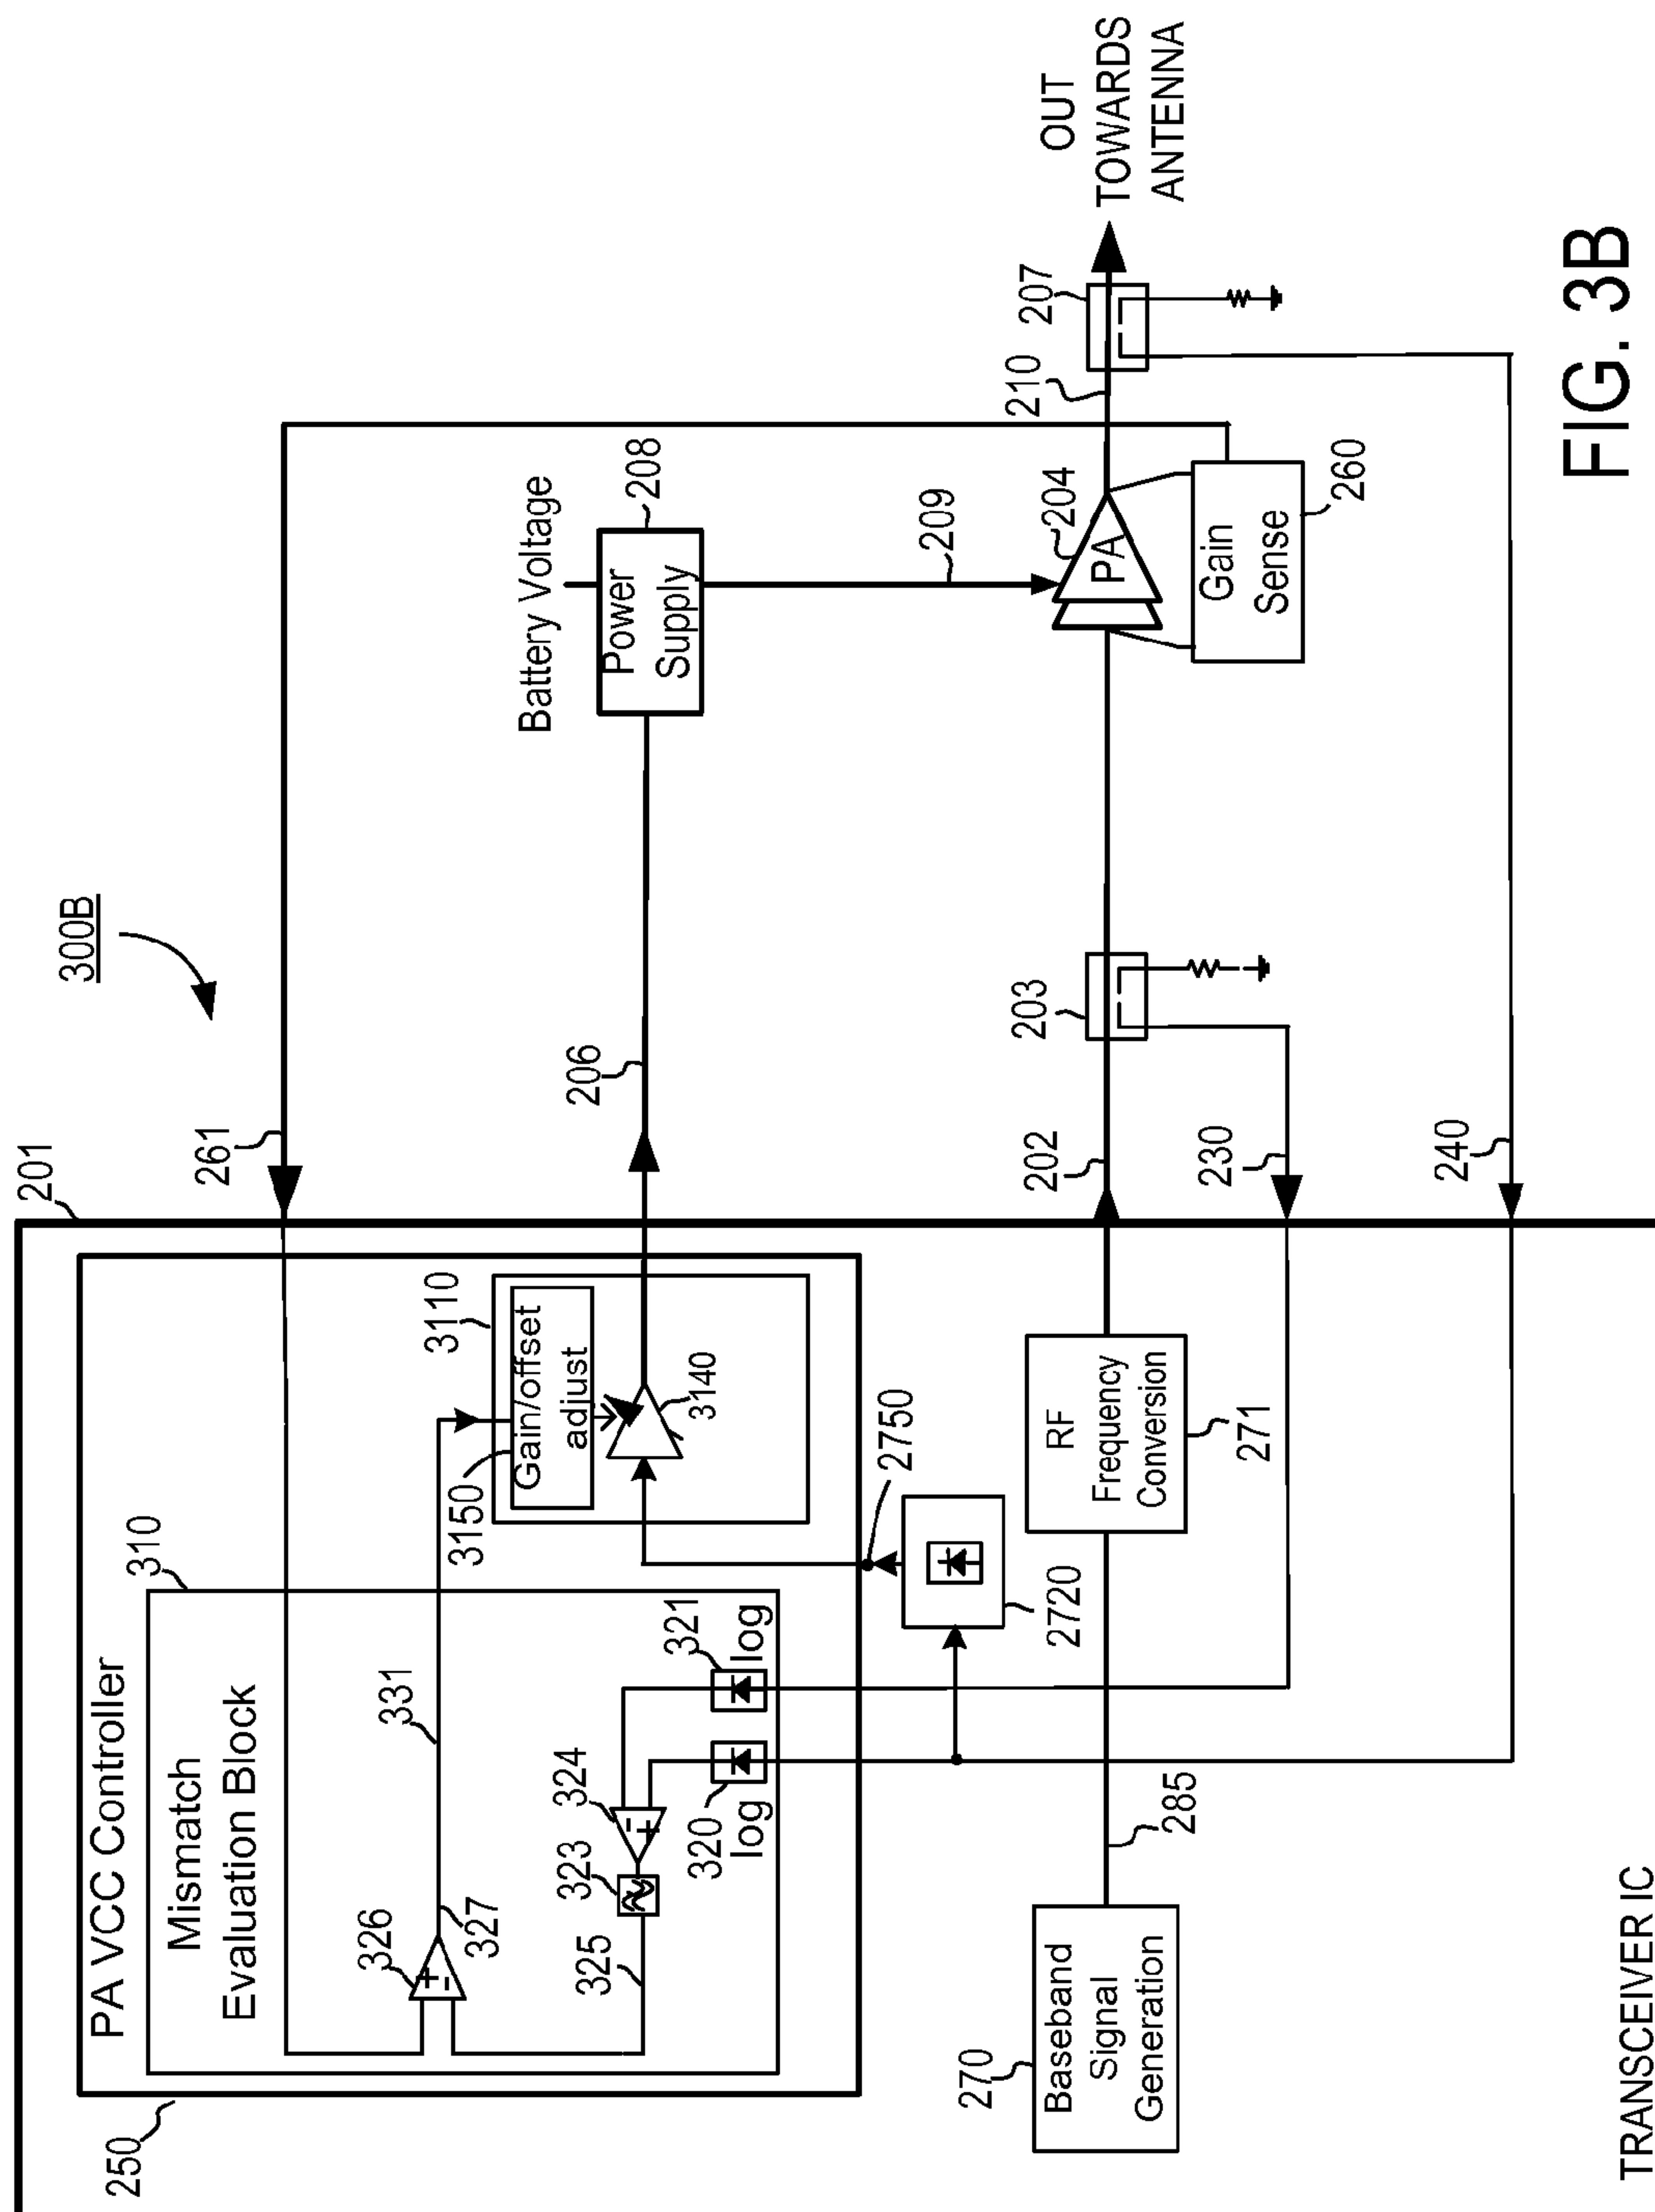 300B
201
261
206
Battery Voltage
208
Power
Supply
209
204
PA
210
207
OUT
TOWARDS
ANTENNA
Gain
Sense
260
203
202
230
240
250
PA VCC Controller
310
Mismatch
Evaluation Block
331
326
+
-
327
325
323
324
-
+
320
log
321
log
3110
3150
Gain/offset
adjust
3140
2750
2720
270
Baseband
Signal
Generation
285
RF
Frequency
Conversion
271
TRANSCEIVER IC
FIG. 3B